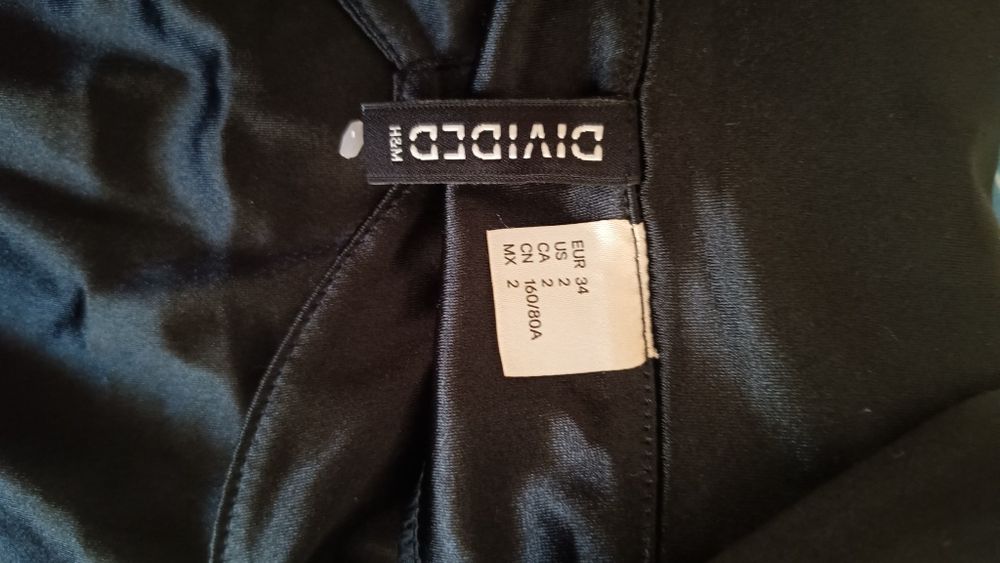 DIVIDED
H&M
EUR 34
US 2
CA 2
CN 160/80A
MX 2